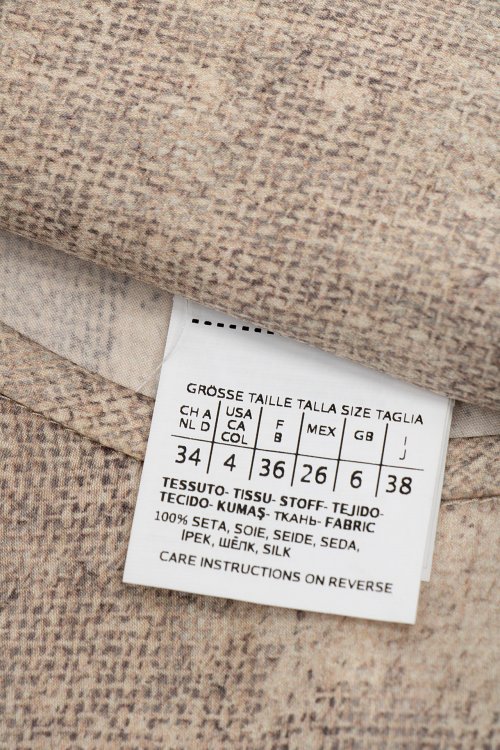 GRÖSSE TAILLE TALLA SIZE TAGLIA
CH A NL D | USA CA COL | F B | MEX | GB | I J
34 | 4 | 36 | 26 | 6 | 38
TESSUTO- TISSU- STOFF- TEJIDO-
TECIDO- KUMAŞ- ТКАНЬ- FABRIC
100% SETA, SOIE, SEIDE, SEDA,
İPEK, ШЁЛК, SILK
CARE INSTRUCTIONS ON REVERSE